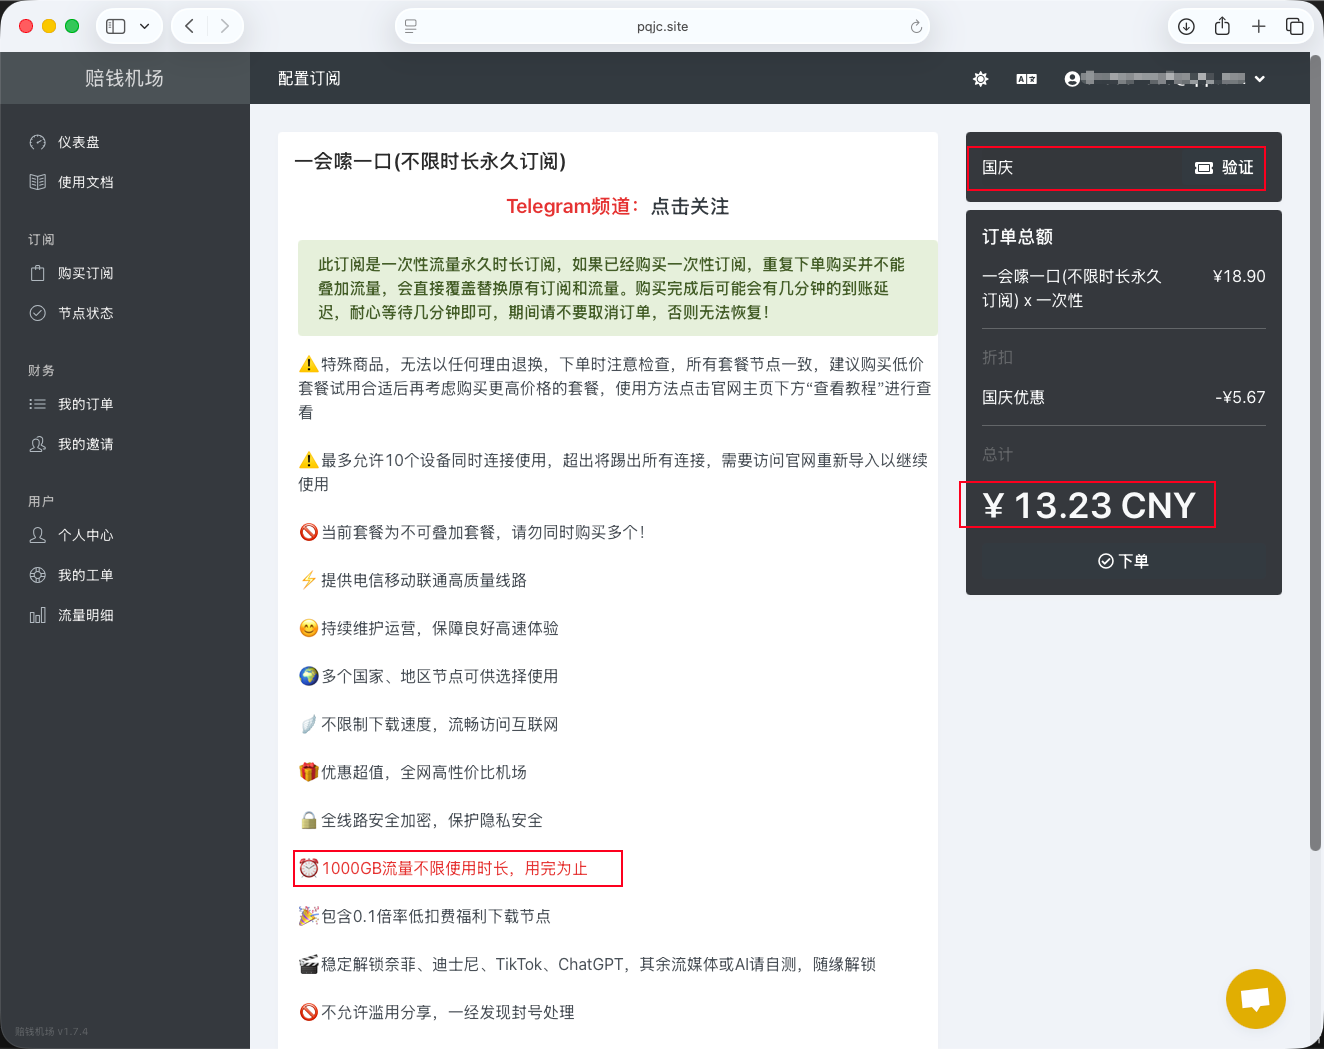 pqjc.site
赔钱机场
配置订阅
仪表盘
使用文档
订阅
购买订阅
节点状态
财务
我的订单
我的邀请
用户
个人中心
我的工单
流量明细
赔钱机场 v1.7.4
一会嗦一口(不限时长永久订阅)
Telegram频道：点击关注
此订阅是一次性流量永久时长订阅，如果已经购买一次性订阅，重复下单购买并不能
叠加流量，会直接覆盖替换原有订阅和流量。购买完成后可能会有几分钟的到账延
迟，耐心等待几分钟即可，期间请不要取消订单，否则无法恢复！
⚠️特殊商品，无法以任何理由退换，下单时注意检查，所有套餐节点一致，建议购买低价
套餐试用合适后再考虑购买更高价格的套餐，使用方法点击官网主页下方“查看教程”进行查
看
⚠️最多允许10个设备同时连接使用，超出将踢出所有连接，需要访问官网重新导入以继续
使用
🚫当前套餐为不可叠加套餐，请勿同时购买多个！
⚡提供电信移动联通高质量线路
😊持续维护运营，保障良好高速体验
🌍多个国家、地区节点可供选择使用
🪽不限制下载速度，流畅访问互联网
🎁优惠超值，全网高性价比机场
🔒全线路安全加密，保护隐私安全
⏰1000GB流量不限使用时长，用完为止
🎉包含0.1倍率低扣费福利下载节点
🎬稳定解锁奈菲、迪士尼、TikTok、ChatGPT，其余流媒体或AI请自测，随缘解锁
🚫不允许滥用分享，一经发现封号处理
国庆 验证
订单总额
一会嗦一口(不限时长永久 ¥18.90
订阅) x 一次性
折扣
国庆优惠 -¥5.67
总计
¥ 13.23 CNY
下单